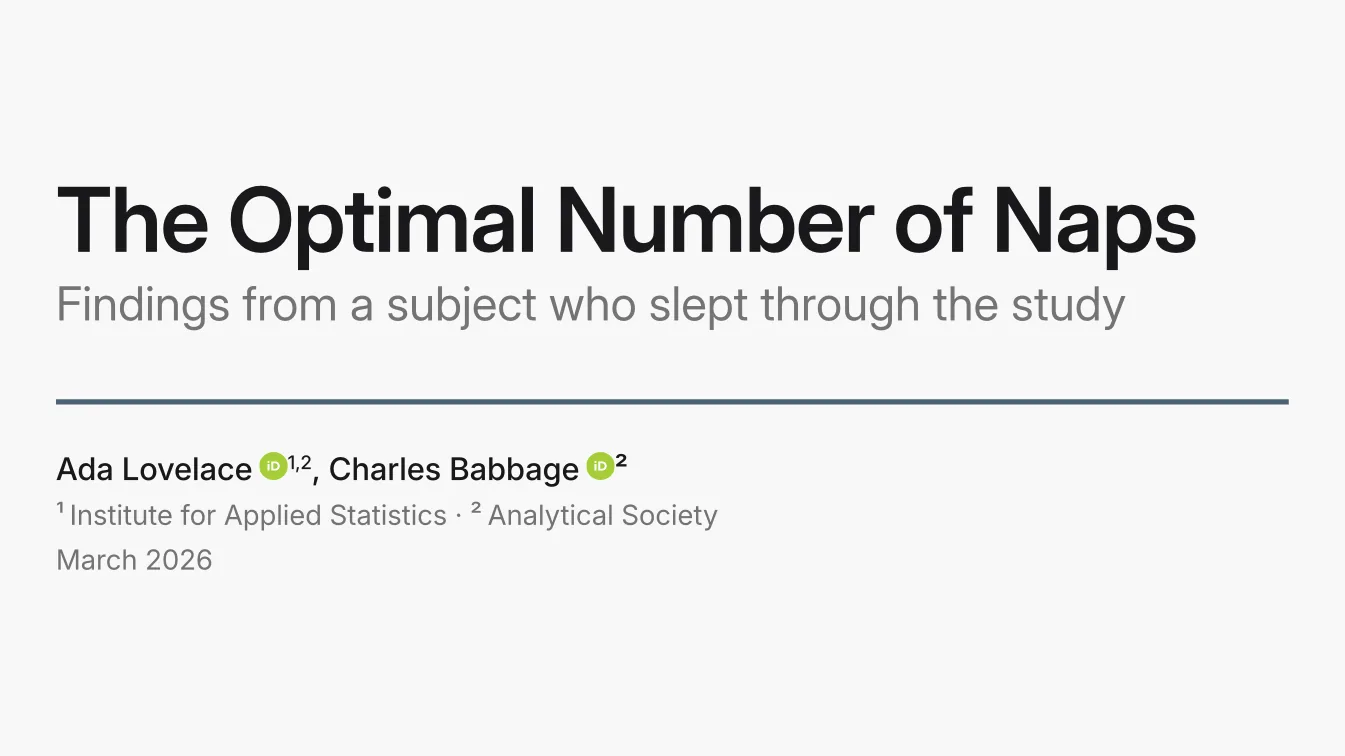 The Optimal Number of Naps
Findings from a subject who slept through the study
Ada Lovelace iD 1,2, Charles Babbage iD ²
¹ Institute for Applied Statistics · ² Analytical Society
March 2026